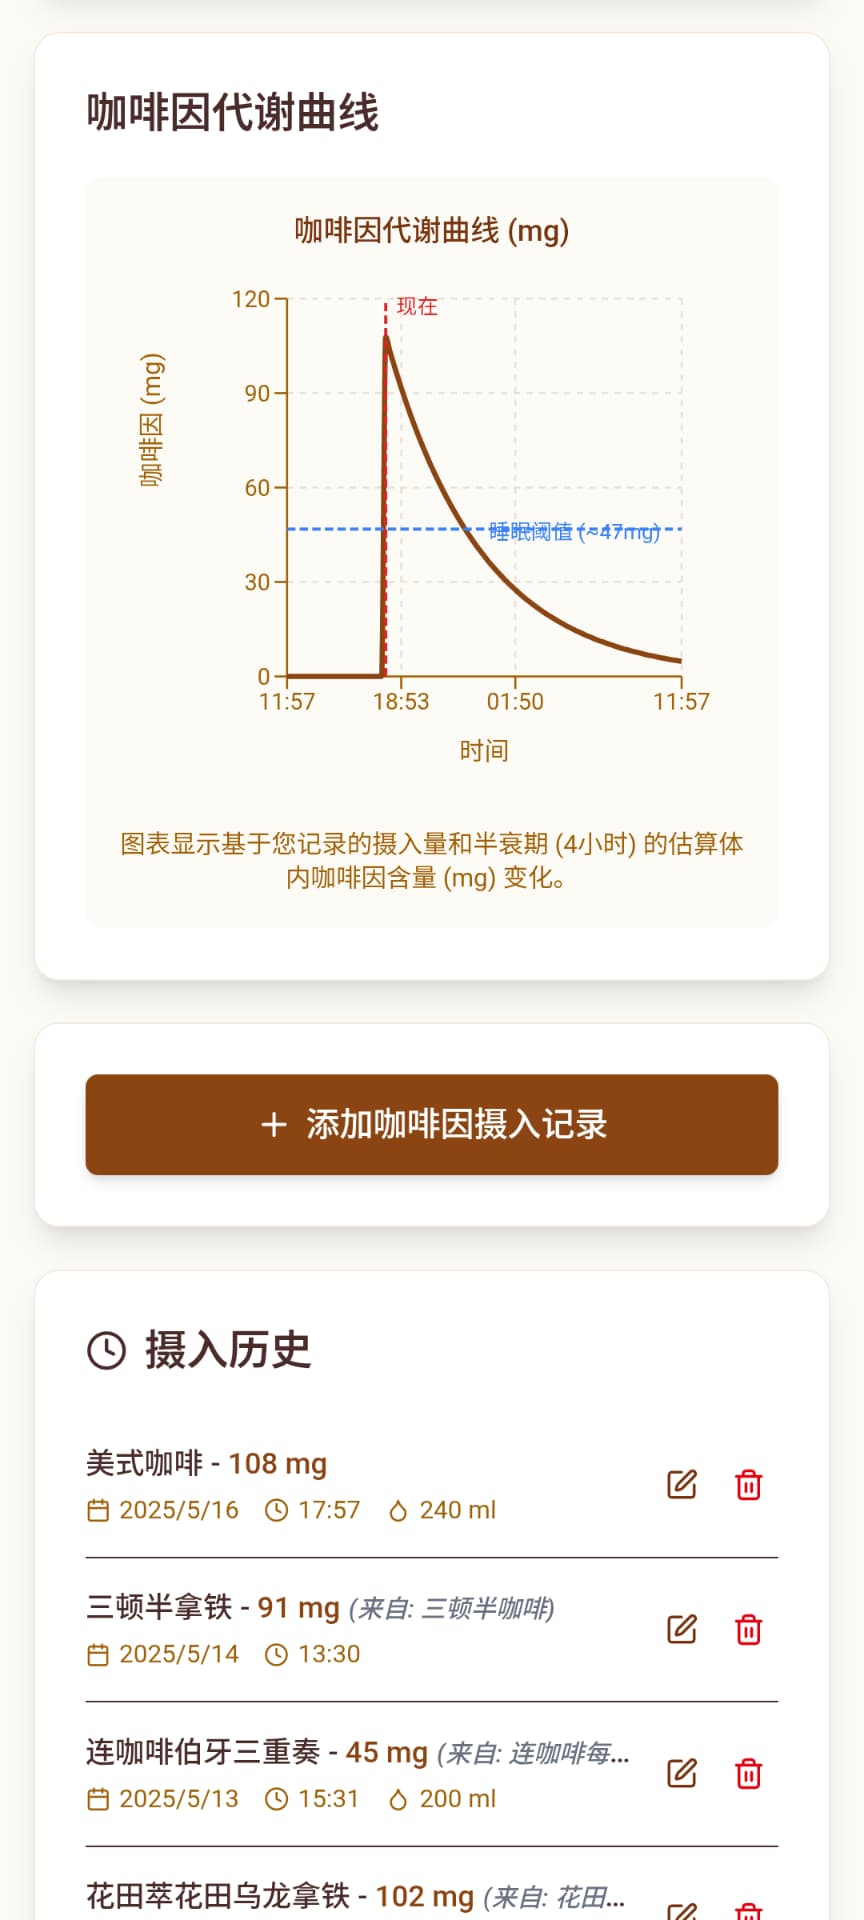 咖啡因代谢曲线
咖啡因代谢曲线 (mg)
咖啡因 (mg)
120
90
60
30
0
现在
睡眠阈值 (~47mg)
11:57
18:53
01:50
11:57
时间
图表显示基于您记录的摄入量和半衰期 (4小时) 的估算体
内咖啡因含量 (mg) 变化。
添加咖啡因摄入记录
摄入历史
美式咖啡 - 108 mg
2025/5/16 17:57 240 ml
三顿半拿铁 - 91 mg (来自: 三顿半咖啡)
2025/5/14 13:30
连咖啡伯牙三重奏 - 45 mg (来自: 连咖啡每...
2025/5/13 15:31 200 ml
花田萃花田乌龙拿铁 - 102 mg (来自: 花田...